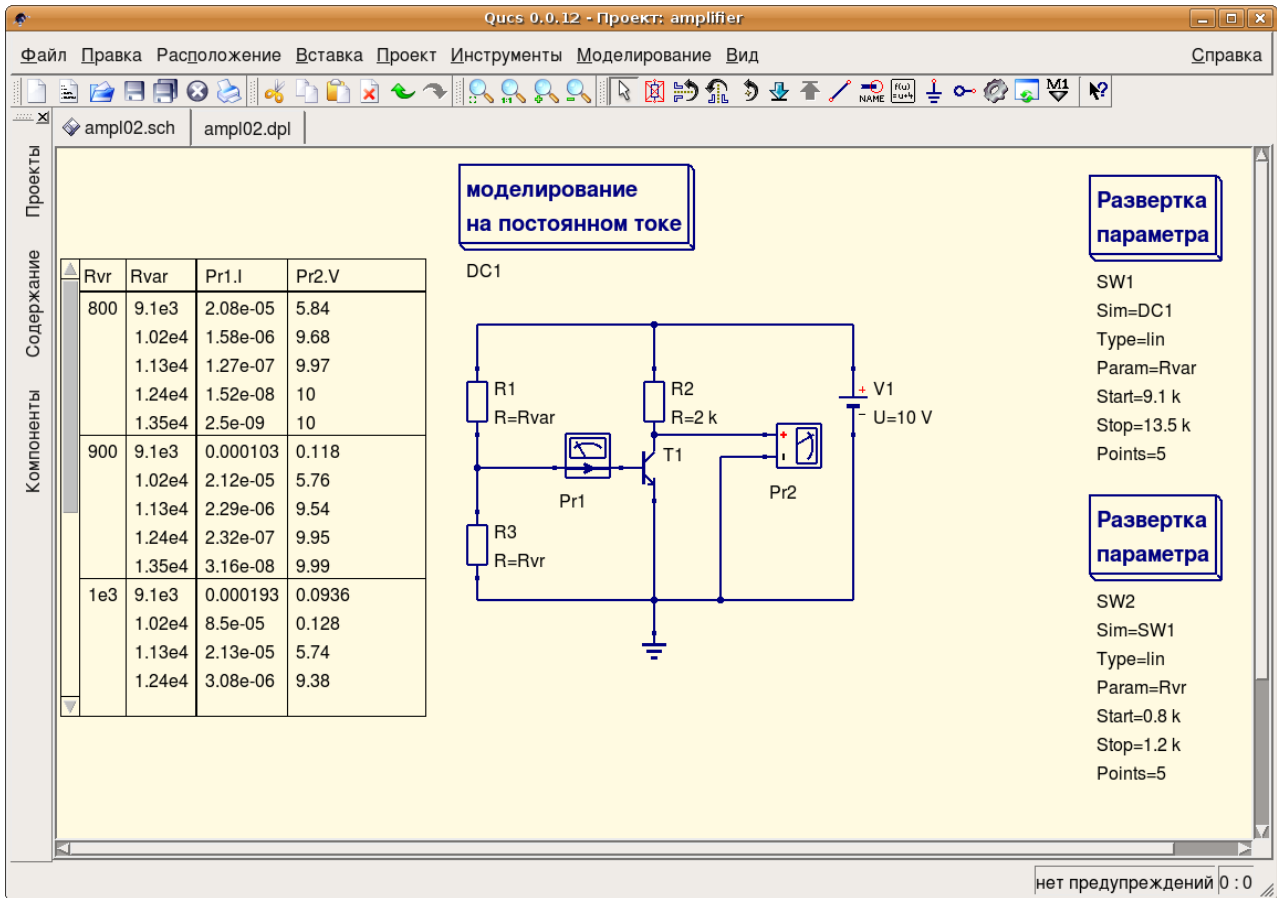 Qucs 0.0.12 - Проект: amplifier
Файл Правка Расположение Вставка Проект Инструменты Моделирование Вид Справка
NAME
M1
ampl02.sch ampl02.dpl
Проекты
Содержание
Компоненты
моделирование
на постоянном токе
DC1
Rvr Rvar Pr1.I Pr2.V
800 9.1e3 2.08e-05 5.84
1.02e4 1.58e-06 9.68
1.13e4 1.27e-07 9.97
1.24e4 1.52e-08 10
1.35e4 2.5e-09 10
900 9.1e3 0.000103 0.118
1.02e4 2.12e-05 5.76
1.13e4 2.29e-06 9.54
1.24e4 2.32e-07 9.95
1.35e4 3.16e-08 9.99
1e3 9.1e3 0.000193 0.0936
1.02e4 8.5e-05 0.128
1.13e4 2.13e-05 5.74
1.24e4 3.08e-06 9.38
R1
R=Rvar
R2
R=2 k
V1
U=10 V
T1
Pr1
Pr2
R3
R=Rvr
Развертка
параметра
SW1
Sim=DC1
Type=lin
Param=Rvar
Start=9.1 k
Stop=13.5 k
Points=5
Развертка
параметра
SW2
Sim=SW1
Type=lin
Param=Rvr
Start=0.8 k
Stop=1.2 k
Points=5
нет предупреждений 0 : 0